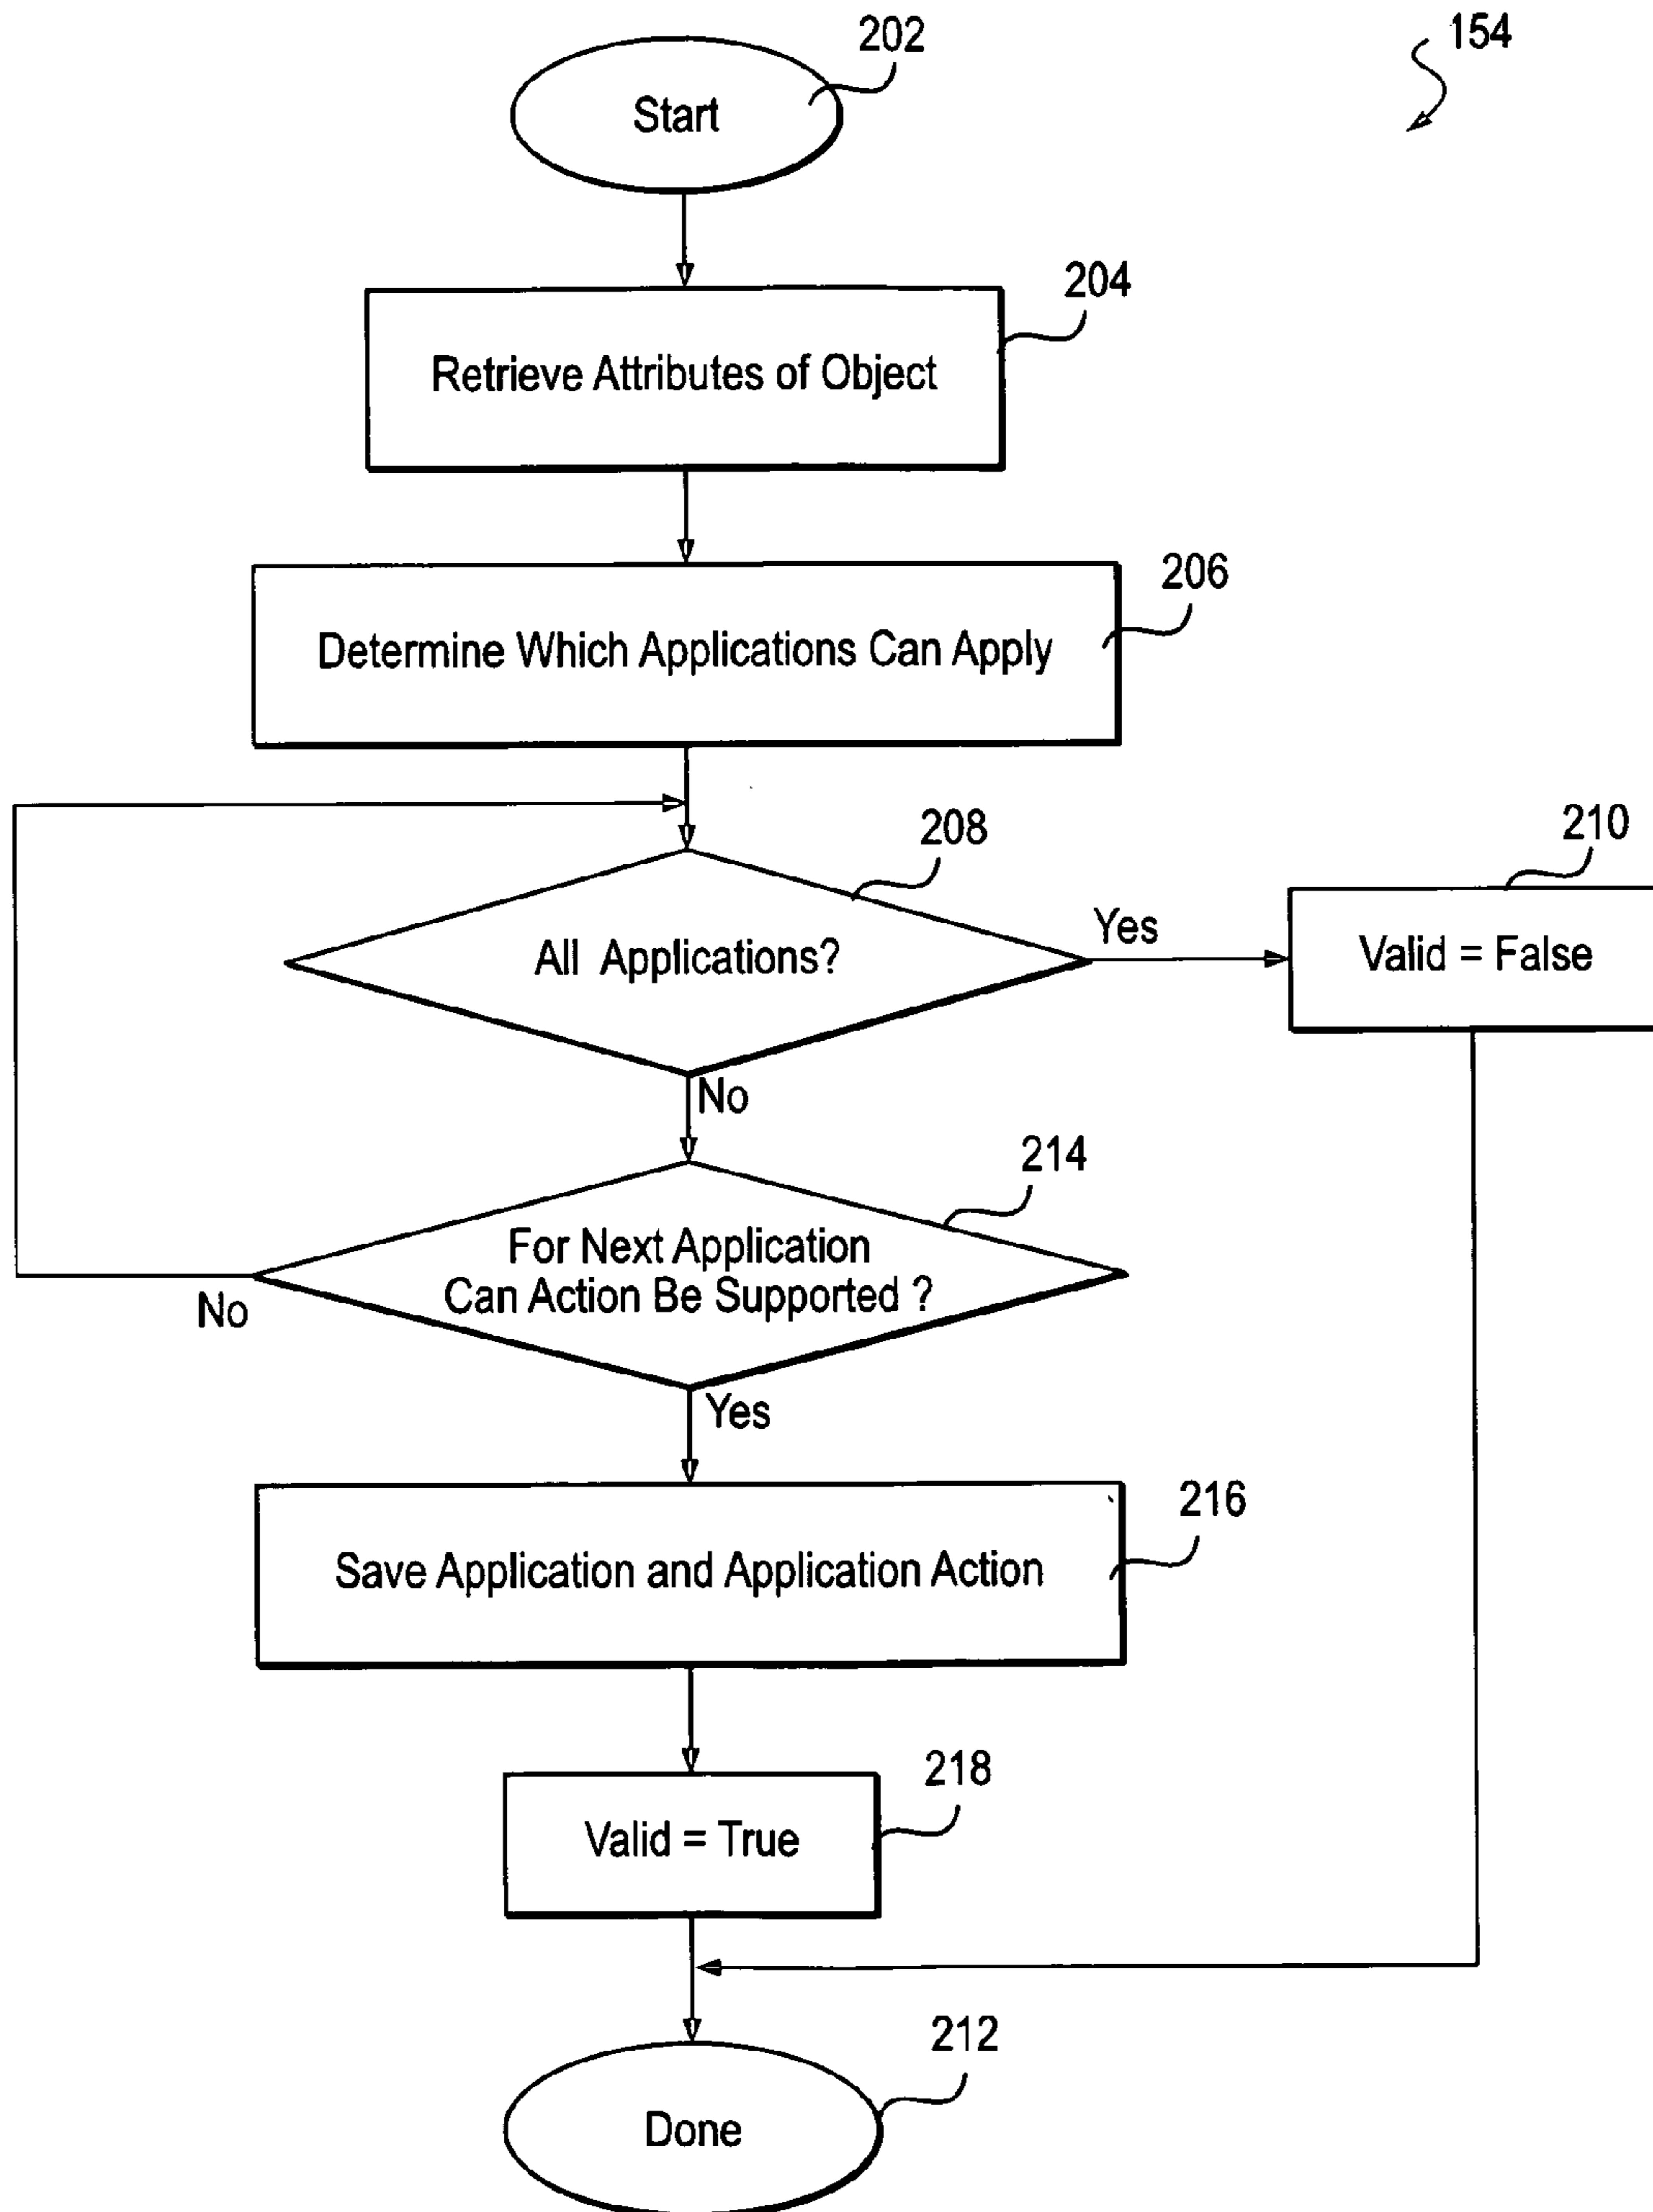 202
154
Start
204
Retrieve Attributes of Object
206
Determine Which Applications Can Apply
208
210
All Applications?
Yes
Valid = False
No
214
For Next Application
Can Action Be Supported ?
No
Yes
216
Save Application and Application Action
218
Valid = True
212
Done